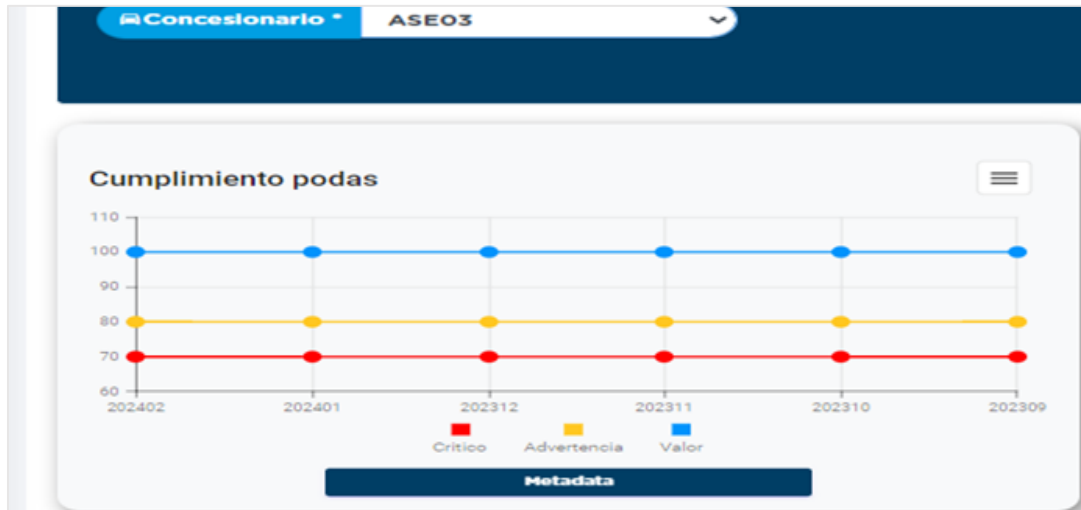 Concesionario * ASE03
Cumplimiento podas
110
100
90
80
70
60
202402 202401 202312 202311 202310 202309
Critico Advertencia Valor
Metadata